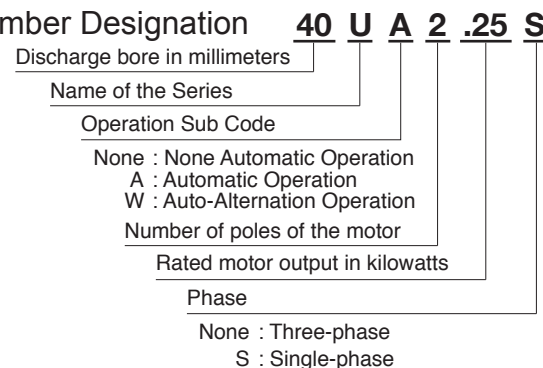 mber Designation 40 U A 2 .25 S
Discharge bore in millimeters
Name of the Series
Operation Sub Code
None : None Automatic Operation
A : Automatic Operation
W : Auto-Alternation Operation
Number of poles of the motor
Rated motor output in kilowatts
Phase
None : Three-phase
S : Single-phase